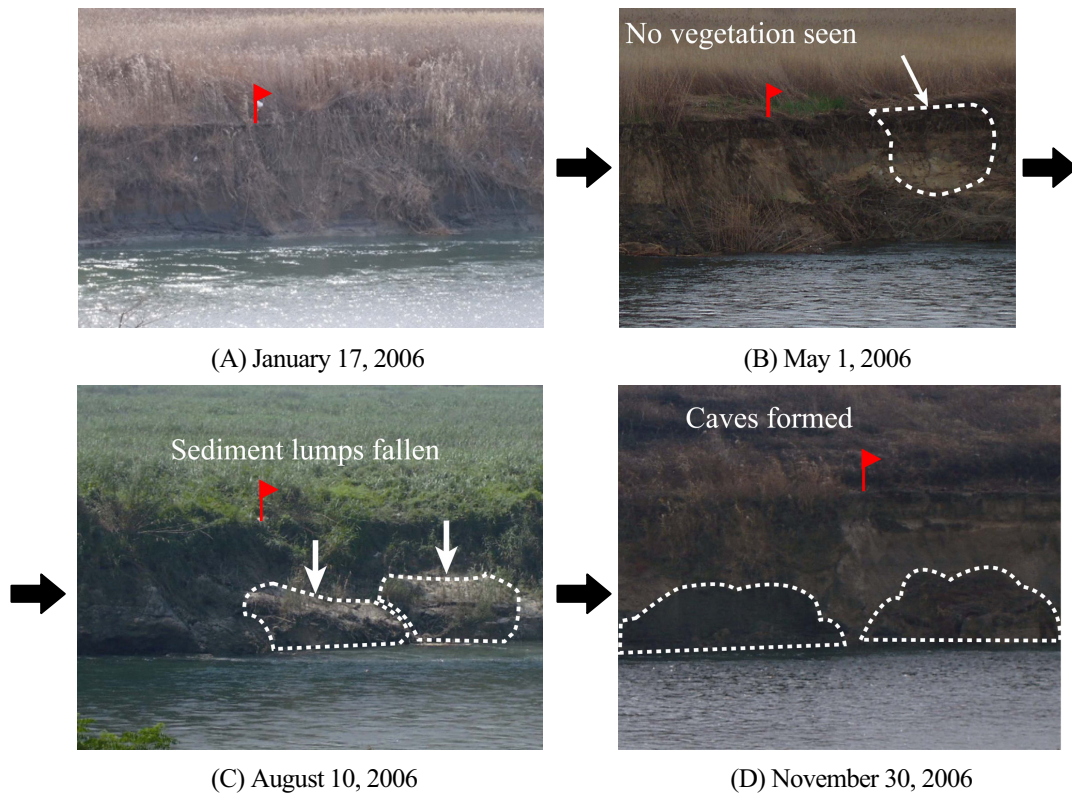 No vegetation seen
(A) January 17, 2006
(B) May 1, 2006
Sediment lumps fallen
Caves formed
(C) August 10, 2006
(D) November 30, 2006